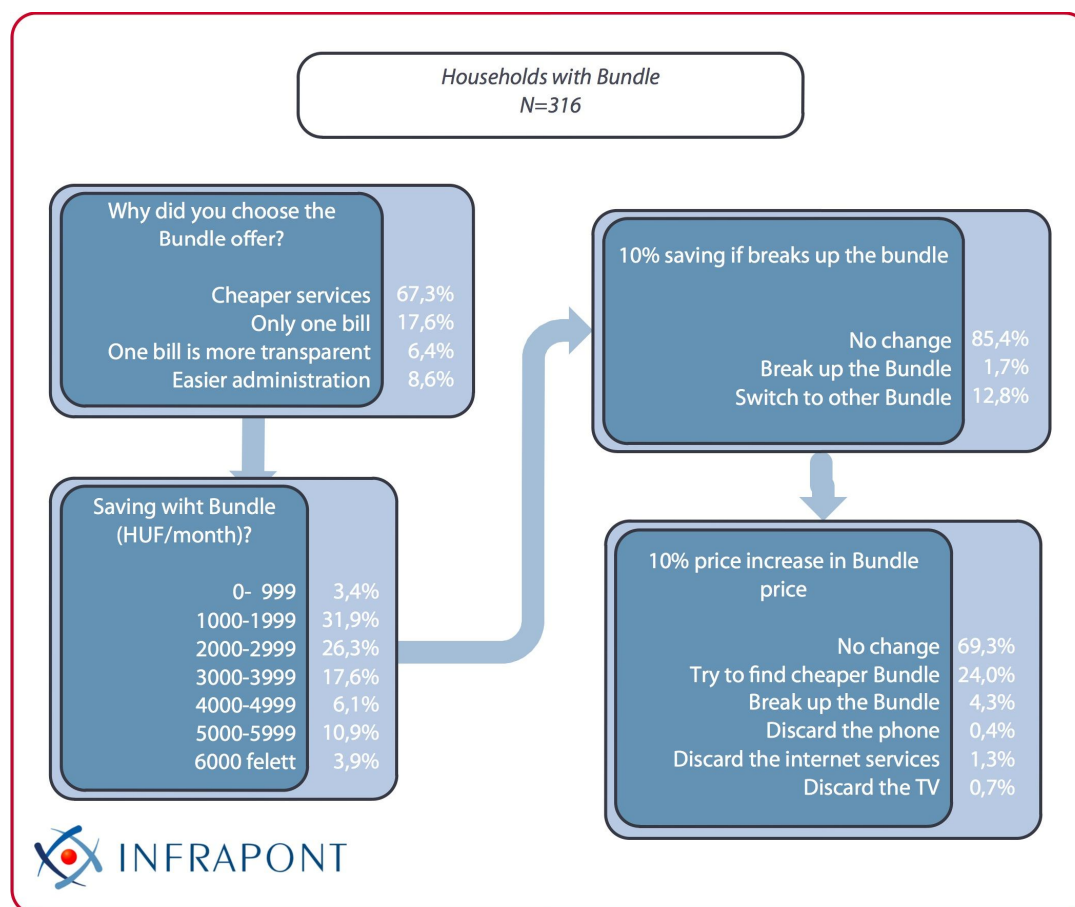 Households with Bundle
N=316
Why did you choose the
Bundle offer?
Cheaper services 67,3%
Only one bill 17,6%
One bill is more transparent 6,4%
Easier administration 8,6%
Saving wiht Bundle
(HUF/month)?
0- 999 3,4%
1000-1999 31,9%
2000-2999 26,3%
3000-3999 17,6%
4000-4999 6,1%
5000-5999 10,9%
6000 felett 3,9%
10% saving if breaks up the bundle
No change 85,4%
Break up the Bundle 1,7%
Switch to other Bundle 12,8%
10% price increase in Bundle
price
No change 69,3%
Try to find cheaper Bundle 24,0%
Break up the Bundle 4,3%
Discard the phone 0,4%
Discard the internet services 1,3%
Discard the TV 0,7%
INFRAPONT